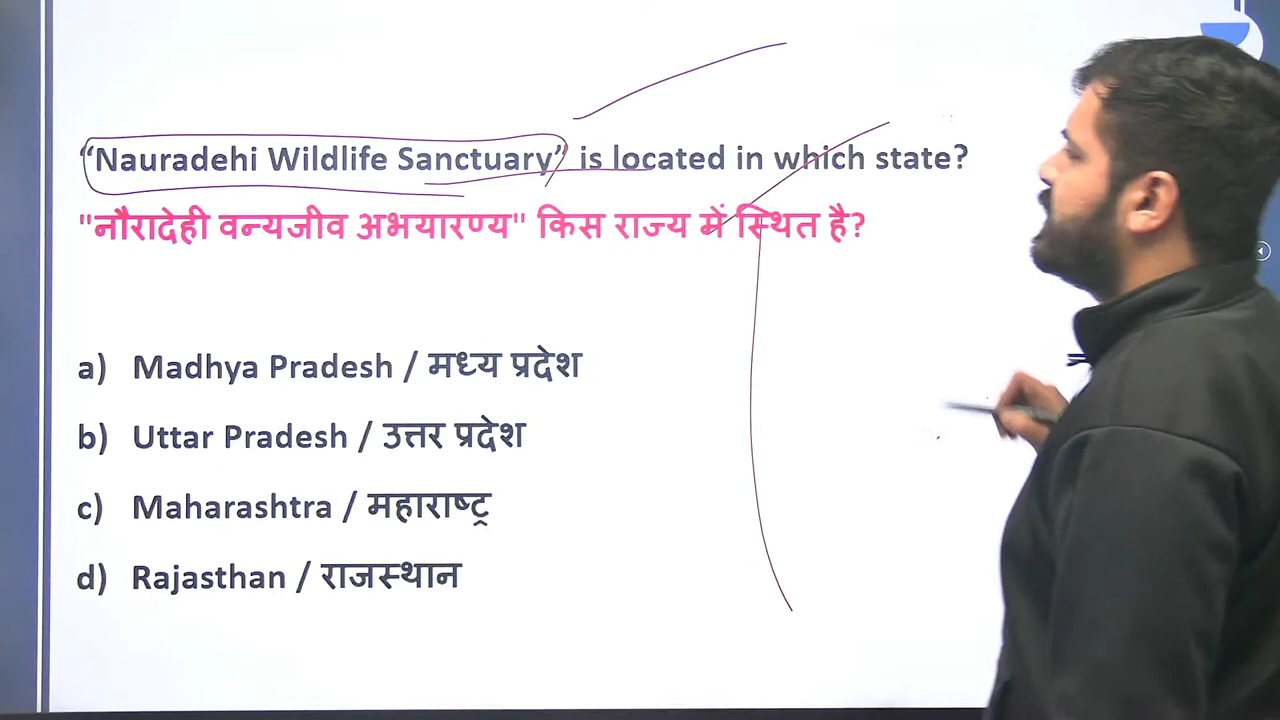 “Nauradehi Wildlife Sanctuary” is located in which state?
"नौरादेही वन्यजीव अभयारण्य" किस राज्य में स्थित है?
a) Madhya Pradesh / मध्य प्रदेश
b) Uttar Pradesh / उत्तर प्रदेश
c) Maharashtra / महाराष्ट्र
d) Rajasthan / राजस्थान